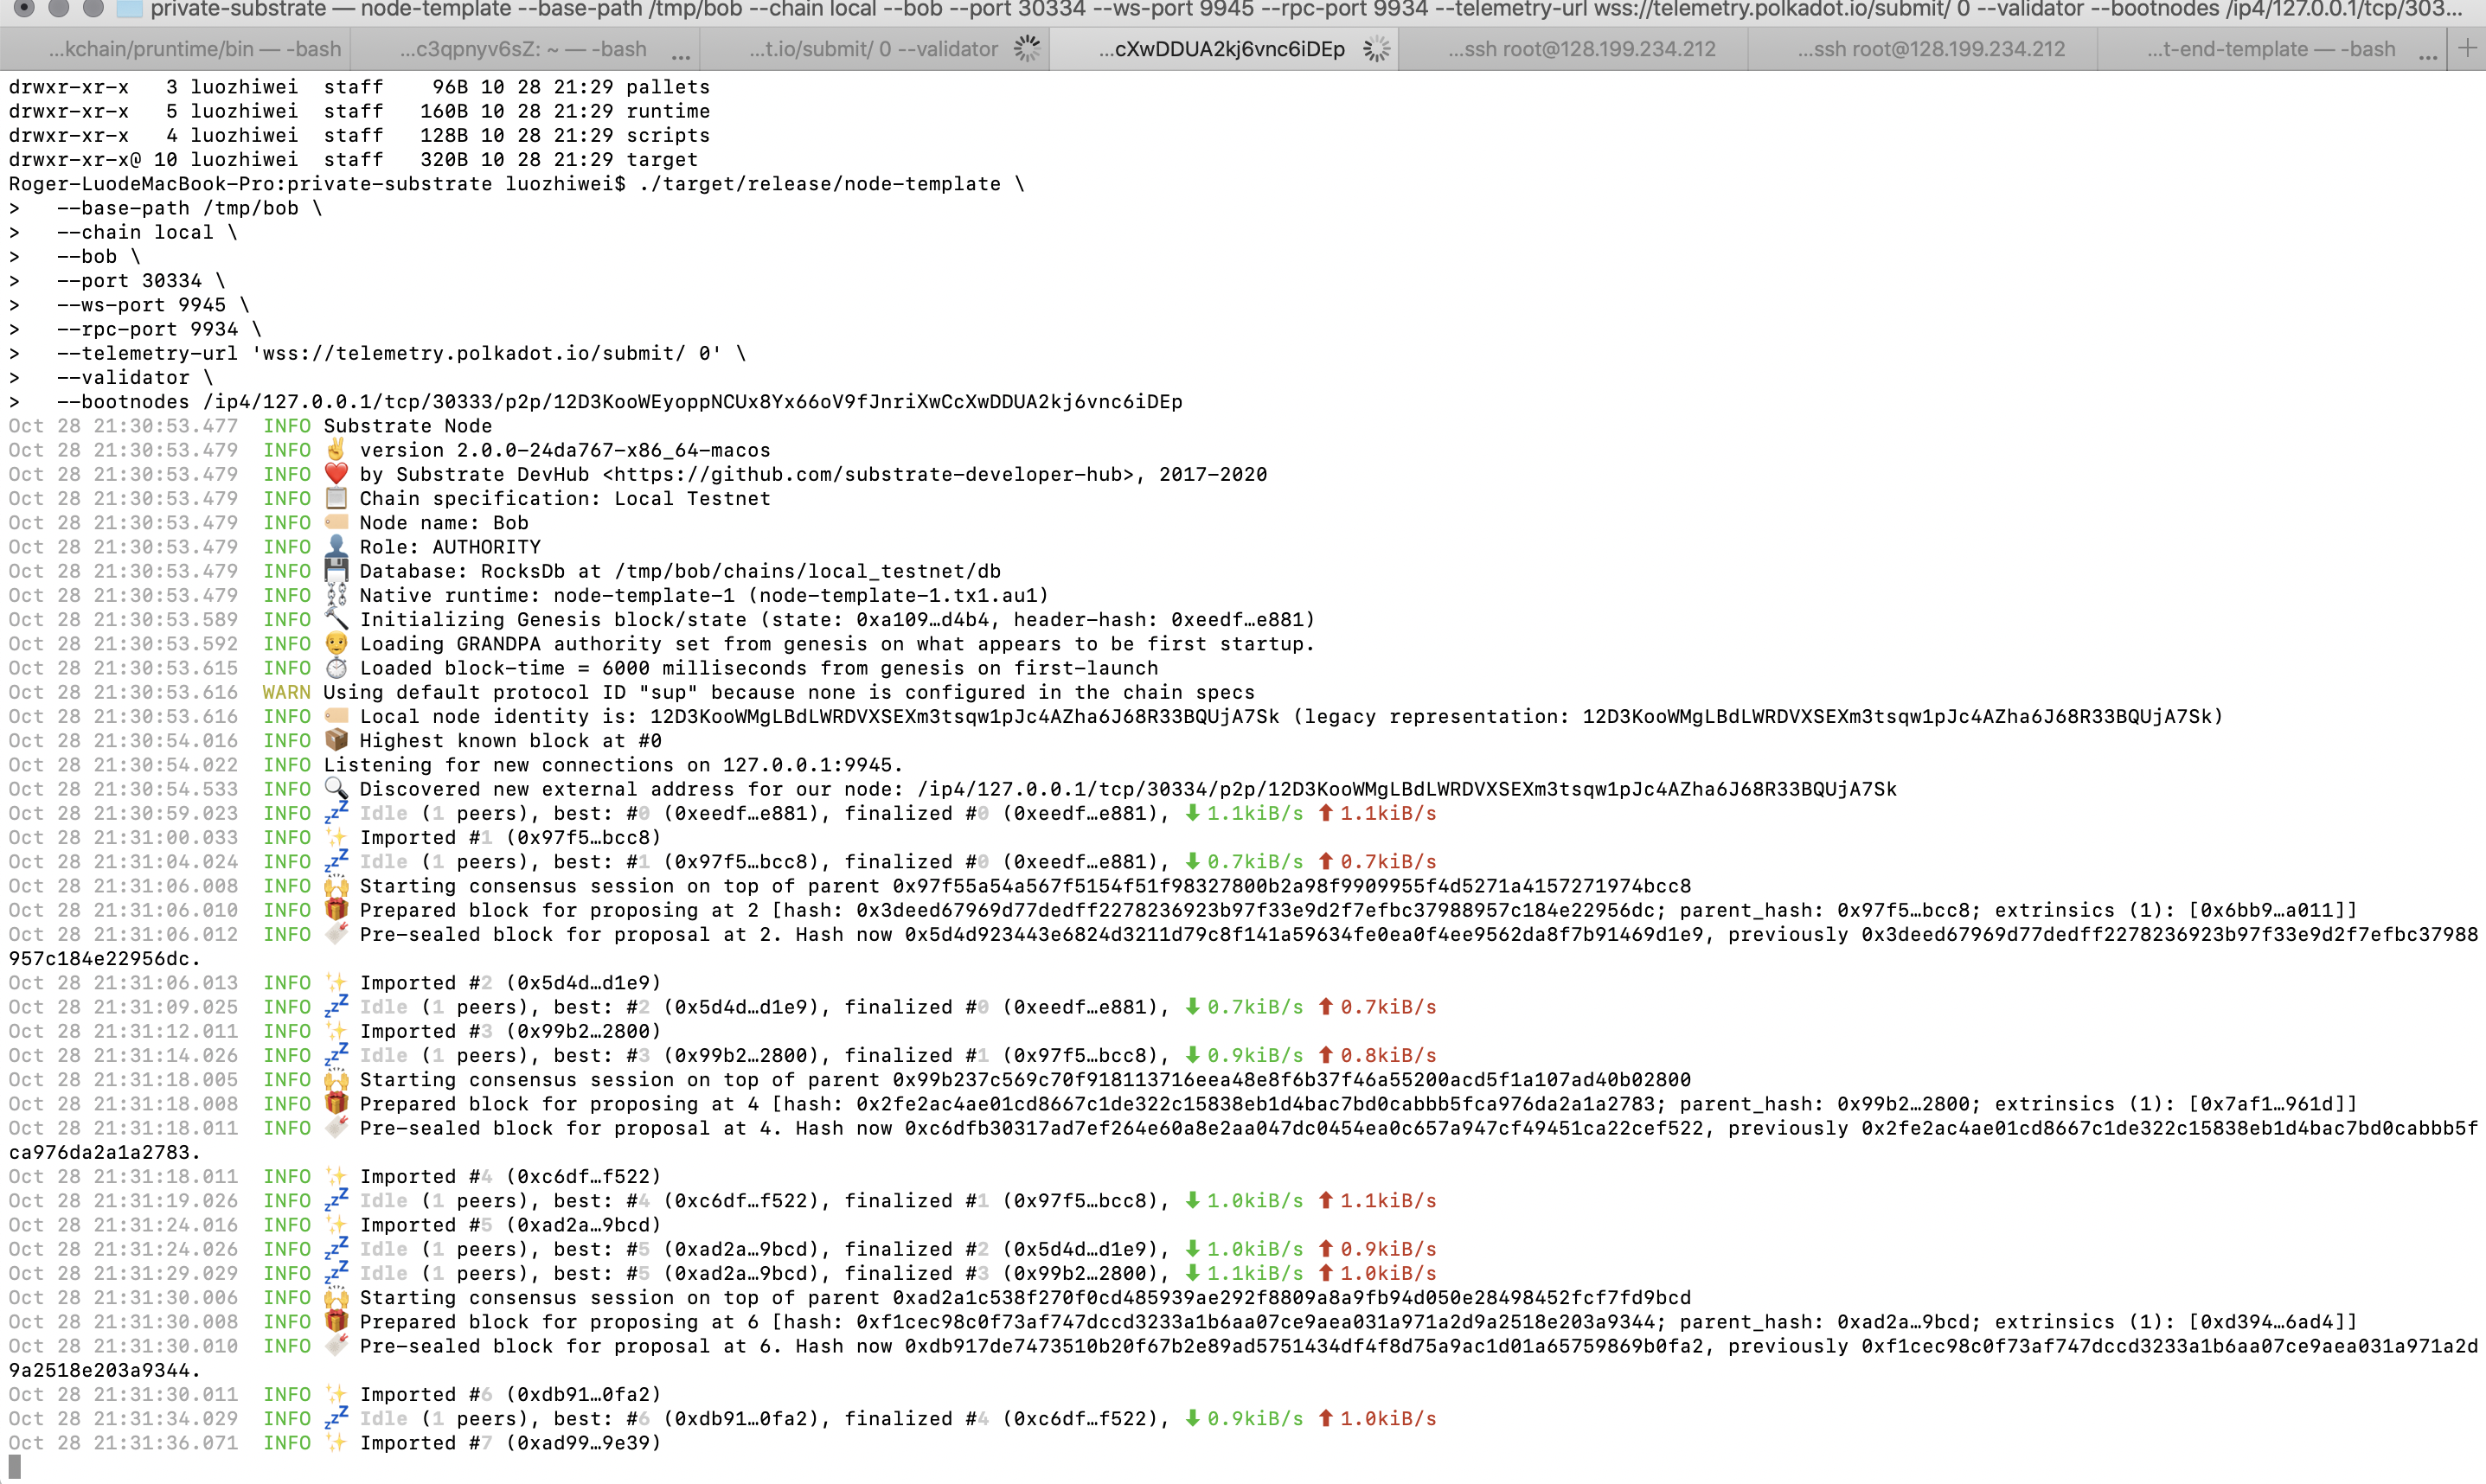 private-substrate — node-template --base-path /tmp/bob --chain local --bob --port 30334 --ws-port 9945 --rpc-port 9934 --telemetry-url wss://telemetry.polkadot.io/submit/ 0 --validator --bootnodes /ip4/127.0.0.1/tcp/303...
...kchain/pruntime/bin — -bash ...c3qpnyv6sZ: ~ — -bash ... ...t.io/submit/ 0 --validator ...cXwDDUA2kj6vnc6iDEp ...ssh root@128.199.234.212 ...ssh root@128.199.234.212 ...t-end-template — -bash ... +
drwxr-xr-x   3 luozhiwei  staff    96B 10 28 21:29 pallets
drwxr-xr-x   5 luozhiwei  staff   160B 10 28 21:29 runtime
drwxr-xr-x   4 luozhiwei  staff   128B 10 28 21:29 scripts
drwxr-xr-x@ 10 luozhiwei  staff   320B 10 28 21:29 target
Roger-LuodeMacBook-Pro:private-substrate luozhiwei$ ./target/release/node-template \
>   --base-path /tmp/bob \
>   --chain local \
>   --bob \
>   --port 30334 \
>   --ws-port 9945 \
>   --rpc-port 9934 \
>   --telemetry-url 'wss://telemetry.polkadot.io/submit/ 0' \
>   --validator \
>   --bootnodes /ip4/127.0.0.1/tcp/30333/p2p/12D3KooWEyoppNCUx8Yx66oV9fJnriXwCcXwDDUA2kj6vnc6iDEp
Oct 28 21:30:53.477  INFO Substrate Node
Oct 28 21:30:53.479  INFO ✌️ version 2.0.0-24da767-x86_64-macos
Oct 28 21:30:53.479  INFO ❤️ by Substrate DevHub <https://github.com/substrate-developer-hub>, 2017-2020
Oct 28 21:30:53.479  INFO 📋 Chain specification: Local Testnet
Oct 28 21:30:53.479  INFO 🏷 Node name: Bob
Oct 28 21:30:53.479  INFO 👤 Role: AUTHORITY
Oct 28 21:30:53.479  INFO 💾 Database: RocksDb at /tmp/bob/chains/local_testnet/db
Oct 28 21:30:53.479  INFO ⛓ Native runtime: node-template-1 (node-template-1.tx1.au1)
Oct 28 21:30:53.589  INFO 🔨 Initializing Genesis block/state (state: 0xa109…d4b4, header-hash: 0xeedf…e881)
Oct 28 21:30:53.592  INFO 👴 Loading GRANDPA authority set from genesis on what appears to be first startup.
Oct 28 21:30:53.615  INFO ⏱ Loaded block-time = 6000 milliseconds from genesis on first-launch
Oct 28 21:30:53.616  WARN Using default protocol ID "sup" because none is configured in the chain specs
Oct 28 21:30:53.616  INFO 🏷 Local node identity is: 12D3KooWMgLBdLWRDVXSEXm3tsqw1pJc4AZha6J68R33BQUjA7Sk (legacy representation: 12D3KooWMgLBdLWRDVXSEXm3tsqw1pJc4AZha6J68R33BQUjA7Sk)
Oct 28 21:30:54.016  INFO 📦 Highest known block at #0
Oct 28 21:30:54.022  INFO Listening for new connections on 127.0.0.1:9945.
Oct 28 21:30:54.533  INFO 🔍 Discovered new external address for our node: /ip4/127.0.0.1/tcp/30334/p2p/12D3KooWMgLBdLWRDVXSEXm3tsqw1pJc4AZha6J68R33BQUjA7Sk
Oct 28 21:30:59.023  INFO 💤 Idle (1 peers), best: #0 (0xeedf…e881), finalized #0 (0xeedf…e881), ⬇ 1.1kiB/s ⬆ 1.1kiB/s
Oct 28 21:31:00.033  INFO ✨ Imported #1 (0x97f5…bcc8)
Oct 28 21:31:04.024  INFO 💤 Idle (1 peers), best: #1 (0x97f5…bcc8), finalized #0 (0xeedf…e881), ⬇ 0.7kiB/s ⬆ 0.7kiB/s
Oct 28 21:31:06.008  INFO 🙌 Starting consensus session on top of parent 0x97f55a54a567f5154f51f98327800b2a98f9909955f4d5271a4157271974bcc8
Oct 28 21:31:06.010  INFO 🎁 Prepared block for proposing at 2 [hash: 0x3deed67969d77dedff2278236923b97f33e9d2f7efbc37988957c184e22956dc; parent_hash: 0x97f5…bcc8; extrinsics (1): [0x6bb9…a011]]
Oct 28 21:31:06.012  INFO 🔖 Pre-sealed block for proposal at 2. Hash now 0x5d4d923443e6824d3211d79c8f141a59634fe0ea0f4ee9562da8f7b91469d1e9, previously 0x3deed67969d77dedff2278236923b97f33e9d2f7efbc37988
957c184e22956dc.
Oct 28 21:31:06.013  INFO ✨ Imported #2 (0x5d4d…d1e9)
Oct 28 21:31:09.025  INFO 💤 Idle (1 peers), best: #2 (0x5d4d…d1e9), finalized #0 (0xeedf…e881), ⬇ 0.7kiB/s ⬆ 0.7kiB/s
Oct 28 21:31:12.011  INFO ✨ Imported #3 (0x99b2…2800)
Oct 28 21:31:14.026  INFO 💤 Idle (1 peers), best: #3 (0x99b2…2800), finalized #1 (0x97f5…bcc8), ⬇ 0.9kiB/s ⬆ 0.8kiB/s
Oct 28 21:31:18.005  INFO 🙌 Starting consensus session on top of parent 0x99b237c569c70f918113716eea48e8f6b37f46a55200acd5f1a107ad40b02800
Oct 28 21:31:18.008  INFO 🎁 Prepared block for proposing at 4 [hash: 0x2fe2ac4ae01cd8667c1de322c15838eb1d4bac7bd0cabbb5fca976da2a1a2783; parent_hash: 0x99b2…2800; extrinsics (1): [0x7af1…961d]]
Oct 28 21:31:18.011  INFO 🔖 Pre-sealed block for proposal at 4. Hash now 0xc6dfb30317ad7ef264e60a8e2aa047dc0454ea0c657a947cf49451ca22cef522, previously 0x2fe2ac4ae01cd8667c1de322c15838eb1d4bac7bd0cabbb5f
ca976da2a1a2783.
Oct 28 21:31:18.011  INFO ✨ Imported #4 (0xc6df…f522)
Oct 28 21:31:19.026  INFO 💤 Idle (1 peers), best: #4 (0xc6df…f522), finalized #1 (0x97f5…bcc8), ⬇ 1.0kiB/s ⬆ 1.1kiB/s
Oct 28 21:31:24.016  INFO ✨ Imported #5 (0xad2a…9bcd)
Oct 28 21:31:24.026  INFO 💤 Idle (1 peers), best: #5 (0xad2a…9bcd), finalized #2 (0x5d4d…d1e9), ⬇ 1.0kiB/s ⬆ 0.9kiB/s
Oct 28 21:31:29.029  INFO 💤 Idle (1 peers), best: #5 (0xad2a…9bcd), finalized #3 (0x99b2…2800), ⬇ 1.1kiB/s ⬆ 1.0kiB/s
Oct 28 21:31:30.006  INFO 🙌 Starting consensus session on top of parent 0xad2a1c538f270f0cd485939ae292f8809a8a9fb94d050e28498452fcf7fd9bcd
Oct 28 21:31:30.008  INFO 🎁 Prepared block for proposing at 6 [hash: 0xf1cec98c0f73af747dccd3233a1b6aa07ce9aea031a971a2d9a2518e203a9344; parent_hash: 0xad2a…9bcd; extrinsics (1): [0xd394…6ad4]]
Oct 28 21:31:30.010  INFO 🔖 Pre-sealed block for proposal at 6. Hash now 0xdb917de7473510b20f67b2e89ad5751434df4f8d75a9ac1d01a65759869b0fa2, previously 0xf1cec98c0f73af747dccd3233a1b6aa07ce9aea031a971a2d
9a2518e203a9344.
Oct 28 21:31:30.011  INFO ✨ Imported #6 (0xdb91…0fa2)
Oct 28 21:31:34.029  INFO 💤 Idle (1 peers), best: #6 (0xdb91…0fa2), finalized #4 (0xc6df…f522), ⬇ 0.9kiB/s ⬆ 1.0kiB/s
Oct 28 21:31:36.071  INFO ✨ Imported #7 (0xad99…9e39)